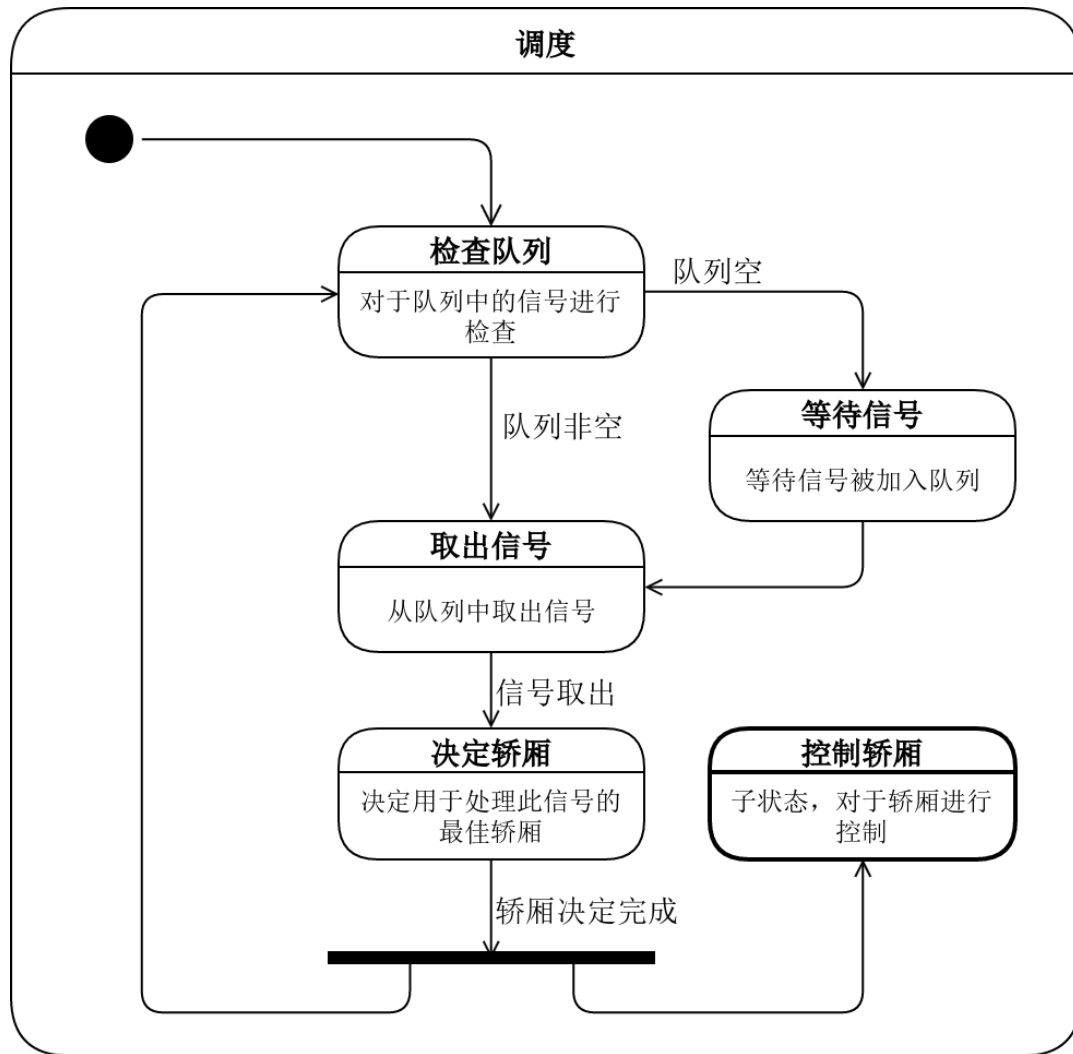 调度
检查队列
对于队列中的信号进行
检查
队列空
队列非空
等待信号
等待信号被加入队列
取出信号
从队列中取出信号
信号取出
决定轿厢
决定用于处理此信号的
最佳轿厢
控制轿厢
子状态，对于轿厢进行
控制
轿厢决定完成